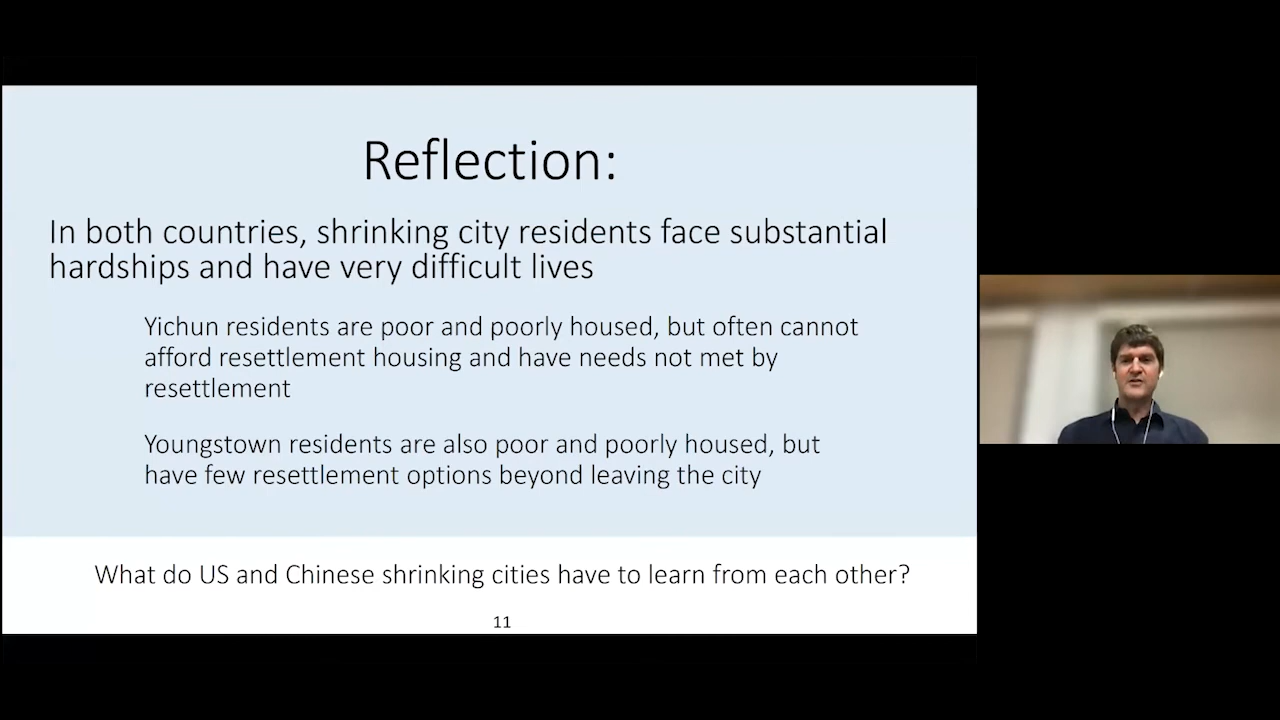 Reflection:
In both countries, shrinking city residents face substantial
hardships and have very difficult lives
Yichun residents are poor and poorly housed, but often cannot
afford resettlement housing and have needs not met by
resettlement
Youngstown residents are also poor and poorly housed, but
have few resettlement options beyond leaving the city
What do US and Chinese shrinking cities have to learn from each other?
11